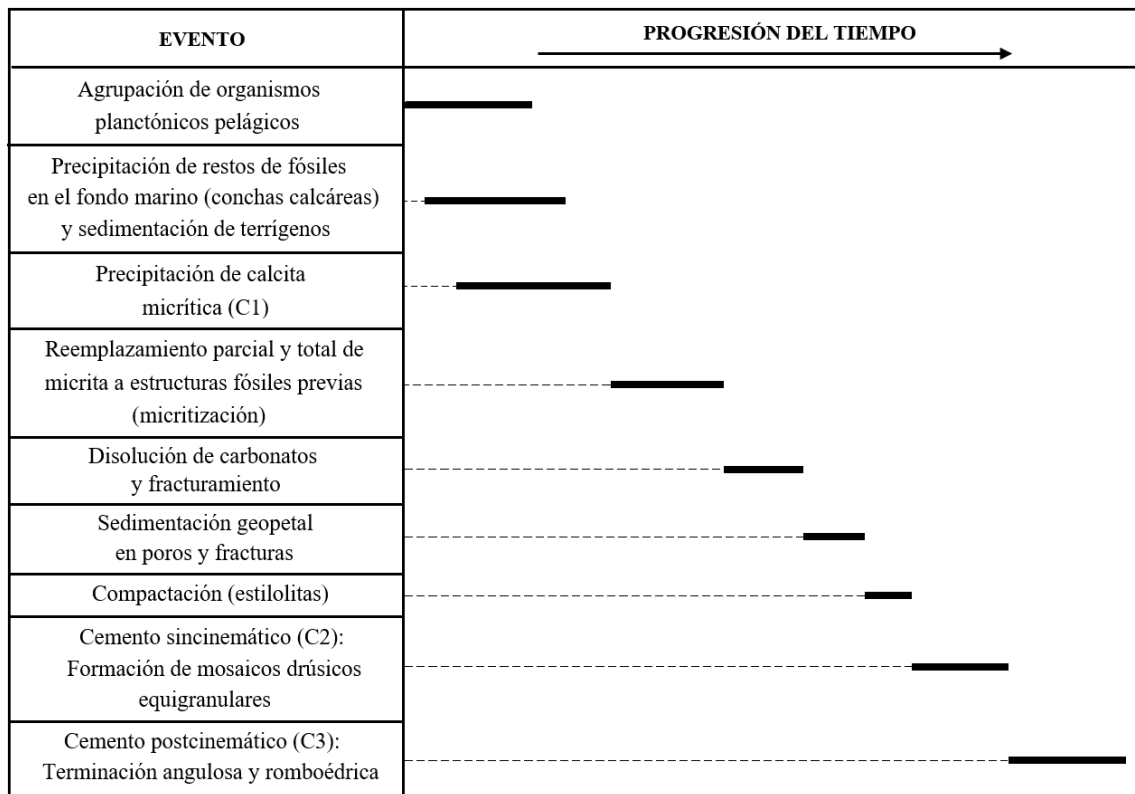 EVENTO
PROGRESIÓN DEL TIEMPO
Agrupación de organismos
planctónicos pelágicos
Precipitación de restos de fósiles
en el fondo marino (conchas calcáreas)
y sedimentación de terrígenos
Precipitación de calcita
micrítica (C1)
Reemplazamiento parcial y total de
micrita a estructuras fósiles previas
(micritización)
Disolución de carbonatos
y fracturamiento
Sedimentación geopetal
en poros y fracturas
Compactación (estilolitas)
Cemento sincinemático (C2):
Formación de mosaicos drúsicos
equigranulares
Cemento postcinemático (C3):
Terminación angulosa y romboédrica